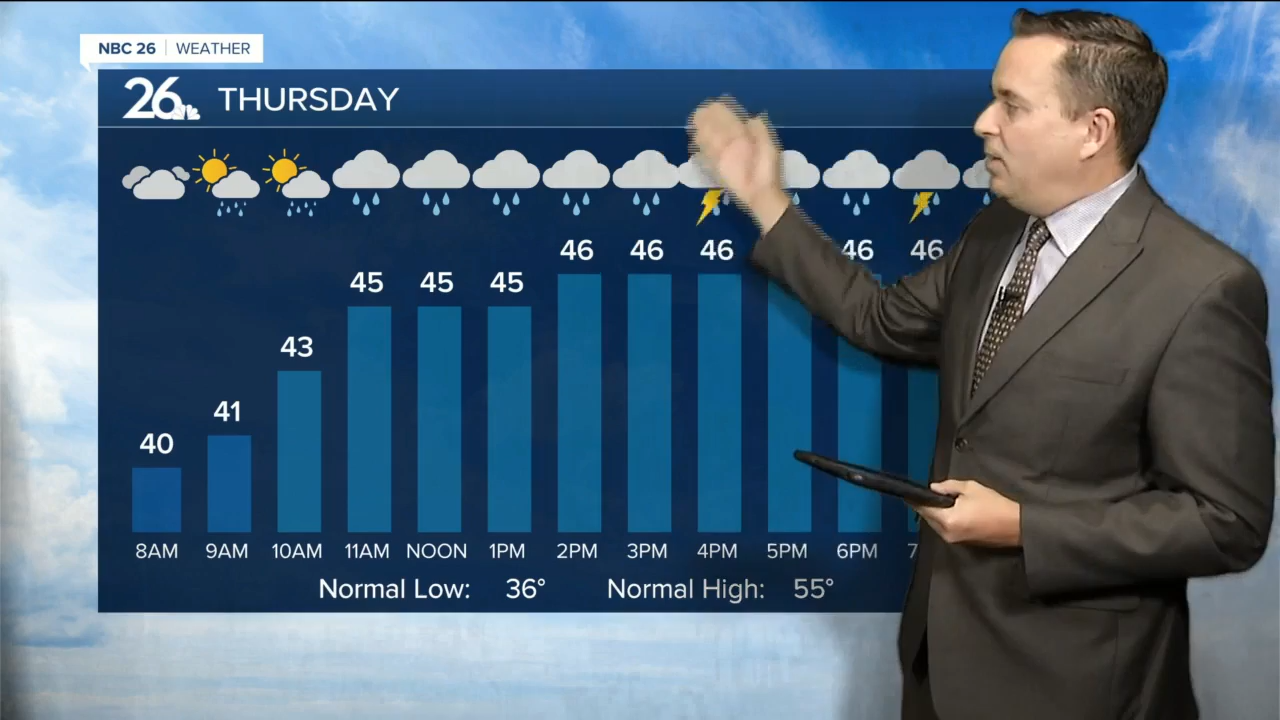 NBC 26 | WEATHER
26 THURSDAY
46 46 46 46 46
45 45 45
43
41
40
8AM 9AM 10AM 11AM NOON 1PM 2PM 3PM 4PM 5PM 6PM 7
Normal Low: 36° Normal High: 55°